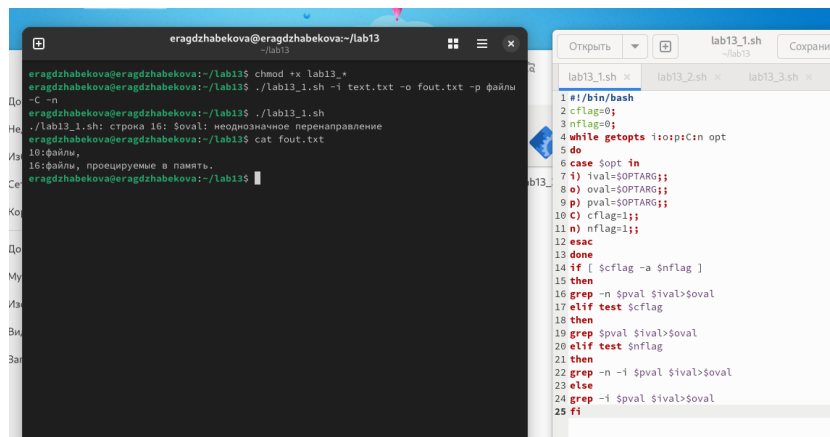 eragdzhabekova@eragdzhabekova:~/lab13
~/lab13
eragdzhabekova@eragdzhabekova:~/lab13$ chmod +x lab13_*
eragdzhabekova@eragdzhabekova:~/lab13$ ./lab13_1.sh -i text.txt -o fout.txt -p файлы
-C -n
eragdzhabekova@eragdzhabekova:~/lab13$ ./lab13_1.sh
./lab13_1.sh: строка 16: $oval: неоднозначное перенаправление
eragdzhabekova@eragdzhabekova:~/lab13$ cat fout.txt
10:файлы,
16:файлы, проецируемые в память.
eragdzhabekova@eragdzhabekova:~/lab13$
Открыть
lab13_1.sh
~/lab13
Сохрани
lab13_1.sh ×
lab13_2.sh ×
lab13_3.sh ×
1 #!/bin/bash
2 cflag=0;
3 nflag=0;
4 while getopts i:o:p:C:n opt
5 do
6 case $opt in
7 i) ival=$OPTARG;;
8 o) oval=$OPTARG;;
9 p) pval=$OPTARG;;
10 C) cflag=1;;
11 n) nflag=1;;
12 esac
13 done
14 if [ $cflag -a $nflag ]
15 then
16 grep -n $pval $ival>$oval
17 elif test $cflag
18 then
19 grep $pval $ival>$oval
20 elif test $nflag
21 then
22 grep -n -i $pval $ival>$oval
23 else
24 grep -i $pval $ival>$oval
25 fi